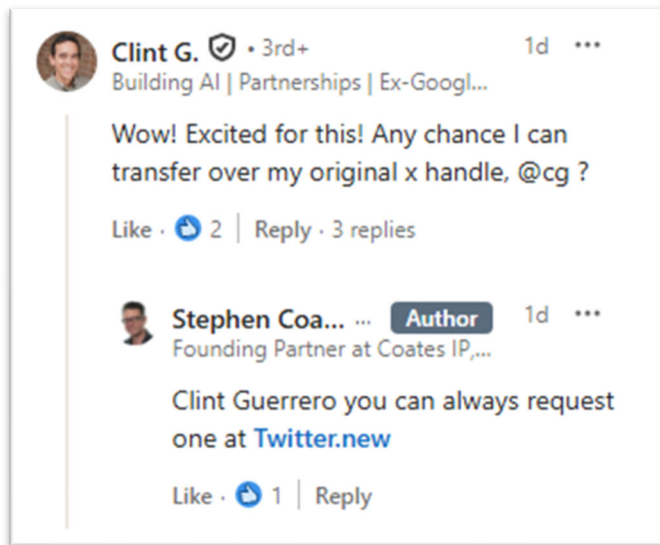 Clint G. • 3rd+ 1d ...
Building AI | Partnerships | Ex-Googl...
Wow! Excited for this! Any chance I can
transfer over my original x handle, @cg ?
Like · 2 | Reply · 3 replies
Stephen Coa... ... Author 1d ...
Founding Partner at Coates IP,...
Clint Guerrero you can always request
one at Twitter.new
Like · 1 | Reply